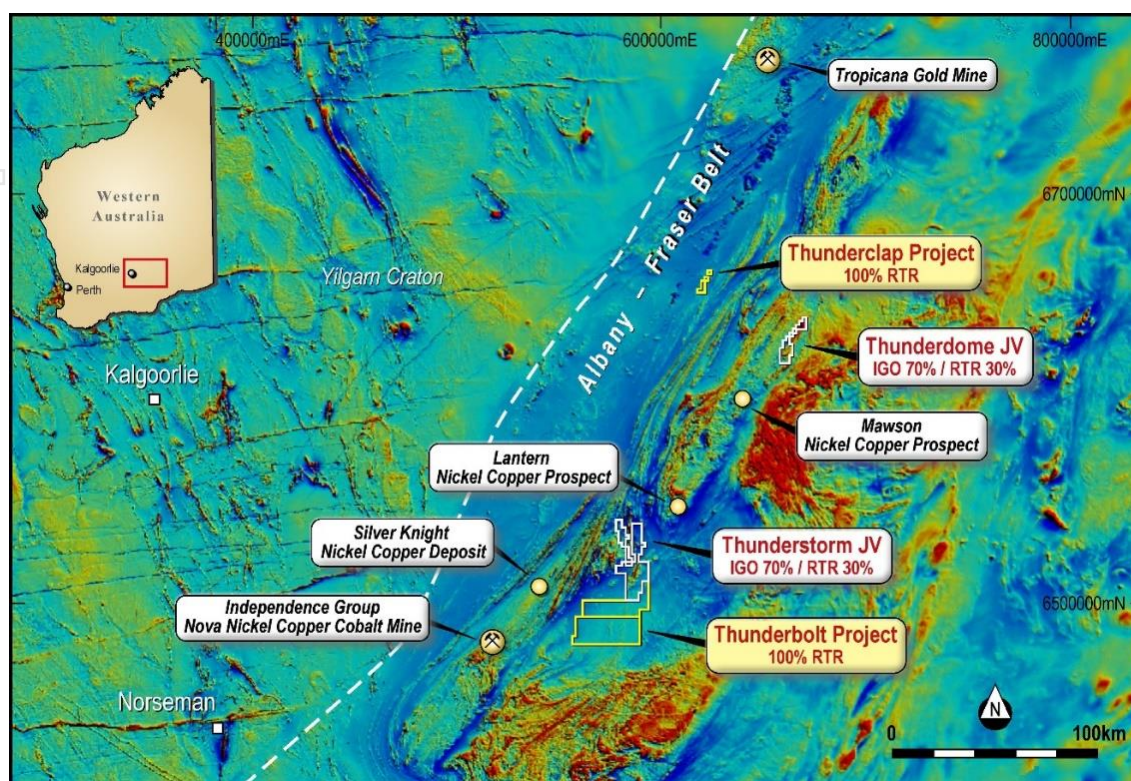 400000mE
600000mE
800000mE
Tropicana Gold Mine
Western
Australia
Kalgoorlie
Perth
6700000mN
Albany - Fraser Belt
Yilgarn Craton
Thunderclap Project
100% RTR
Thunderdome JV
IGO 70% / RTR 30%
Kalgoorlie
Mawson
Nickel Copper Prospect
Lantern
Nickel Copper Prospect
Silver Knight
Nickel Copper Deposit
Thunderstorm JV
IGO 70% / RTR 30%
6500000mN
Independence Group
Nova Nickel Copper Cobalt Mine
Thunderbolt Project
100% RTR
Norseman
N
0
100km